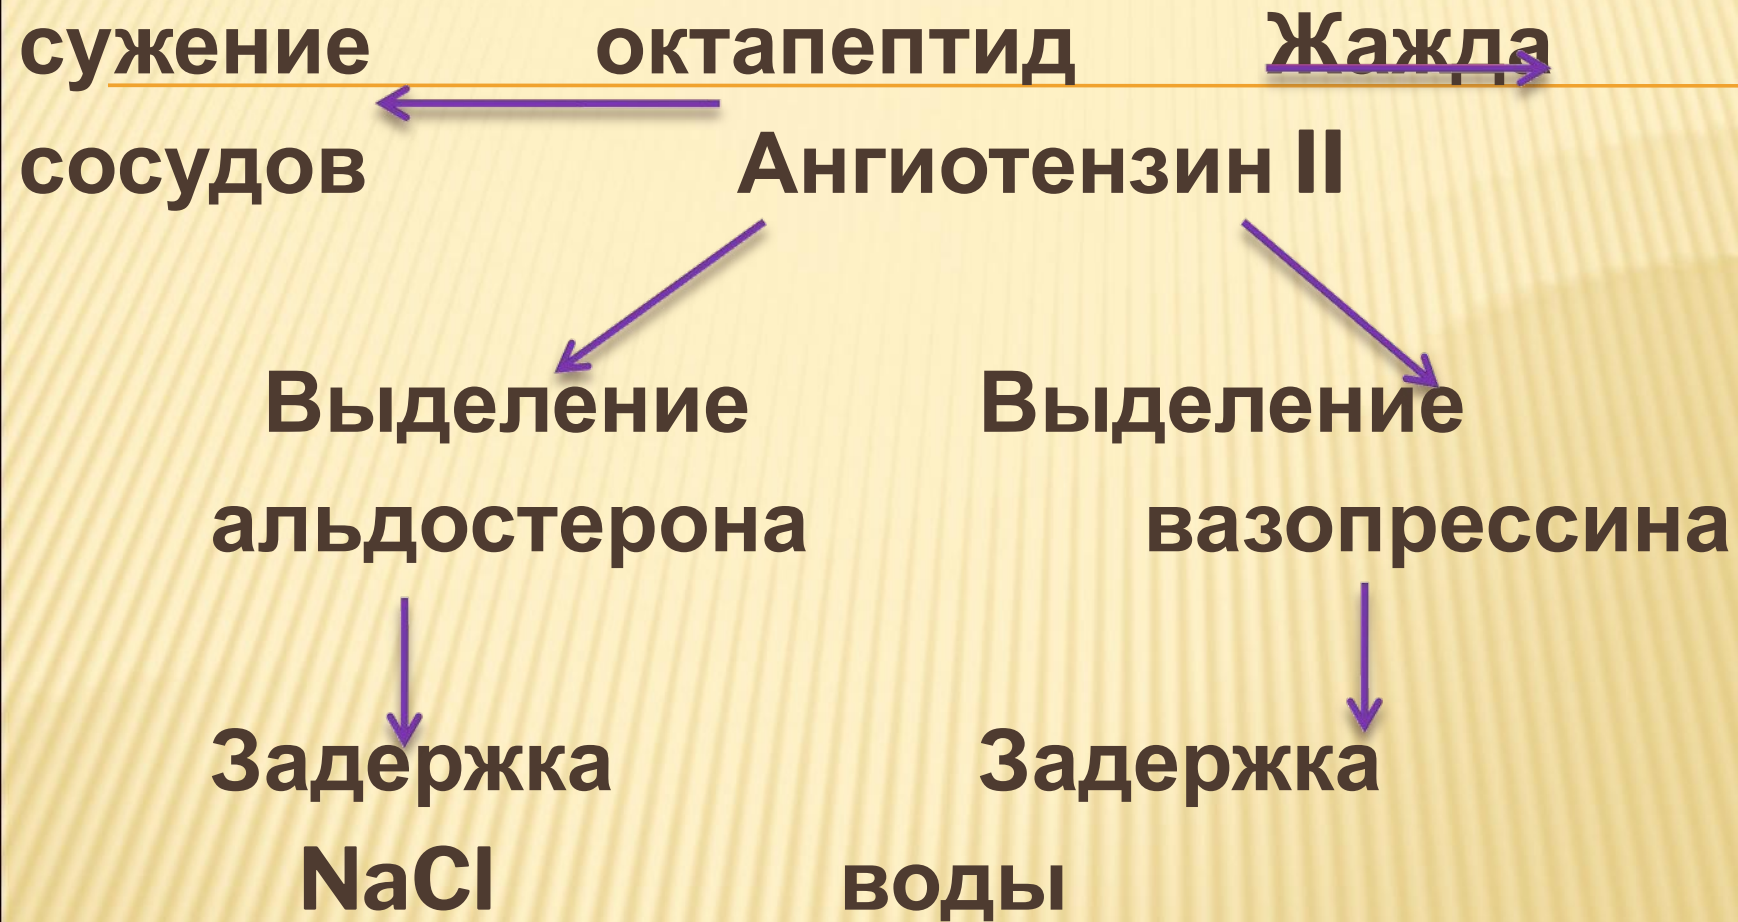 сужение октапептид Жажда
сосудов Ангиотензин II
Выделение Выделение
альдостерона вазопрессина
Задержка Задержка
NaCl воды